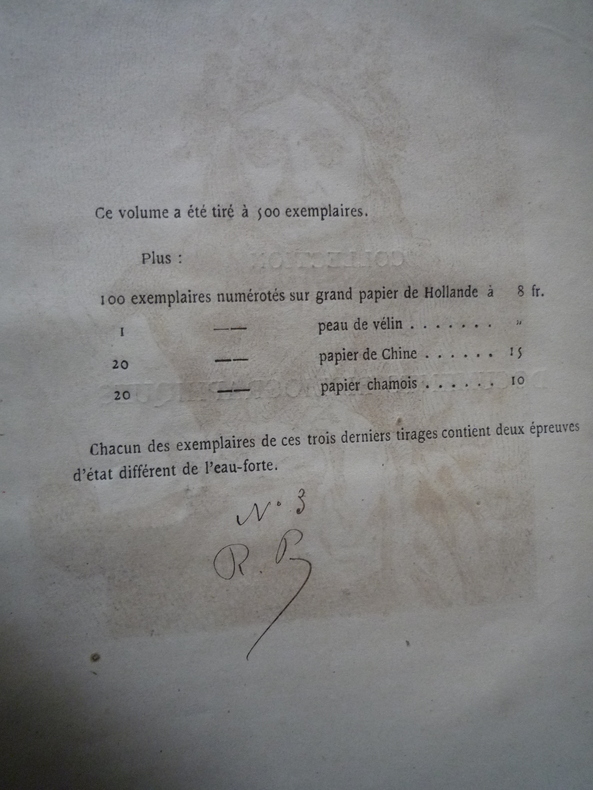 Ce volume a été tiré à 500 exemplaires.
Plus :
100 exemplaires numérotés sur grand papier de Hollande à 8 fr.
1 —— peau de vélin . . . . . . . "
20 —— papier de Chine . . . . . . 15
20 —— papier chamois . . . . . . 10
Chacun des exemplaires de ces trois derniers tirages contient deux épreuves
d'état différent de l'eau-forte.
N° 3
R. P.
COLLECTION